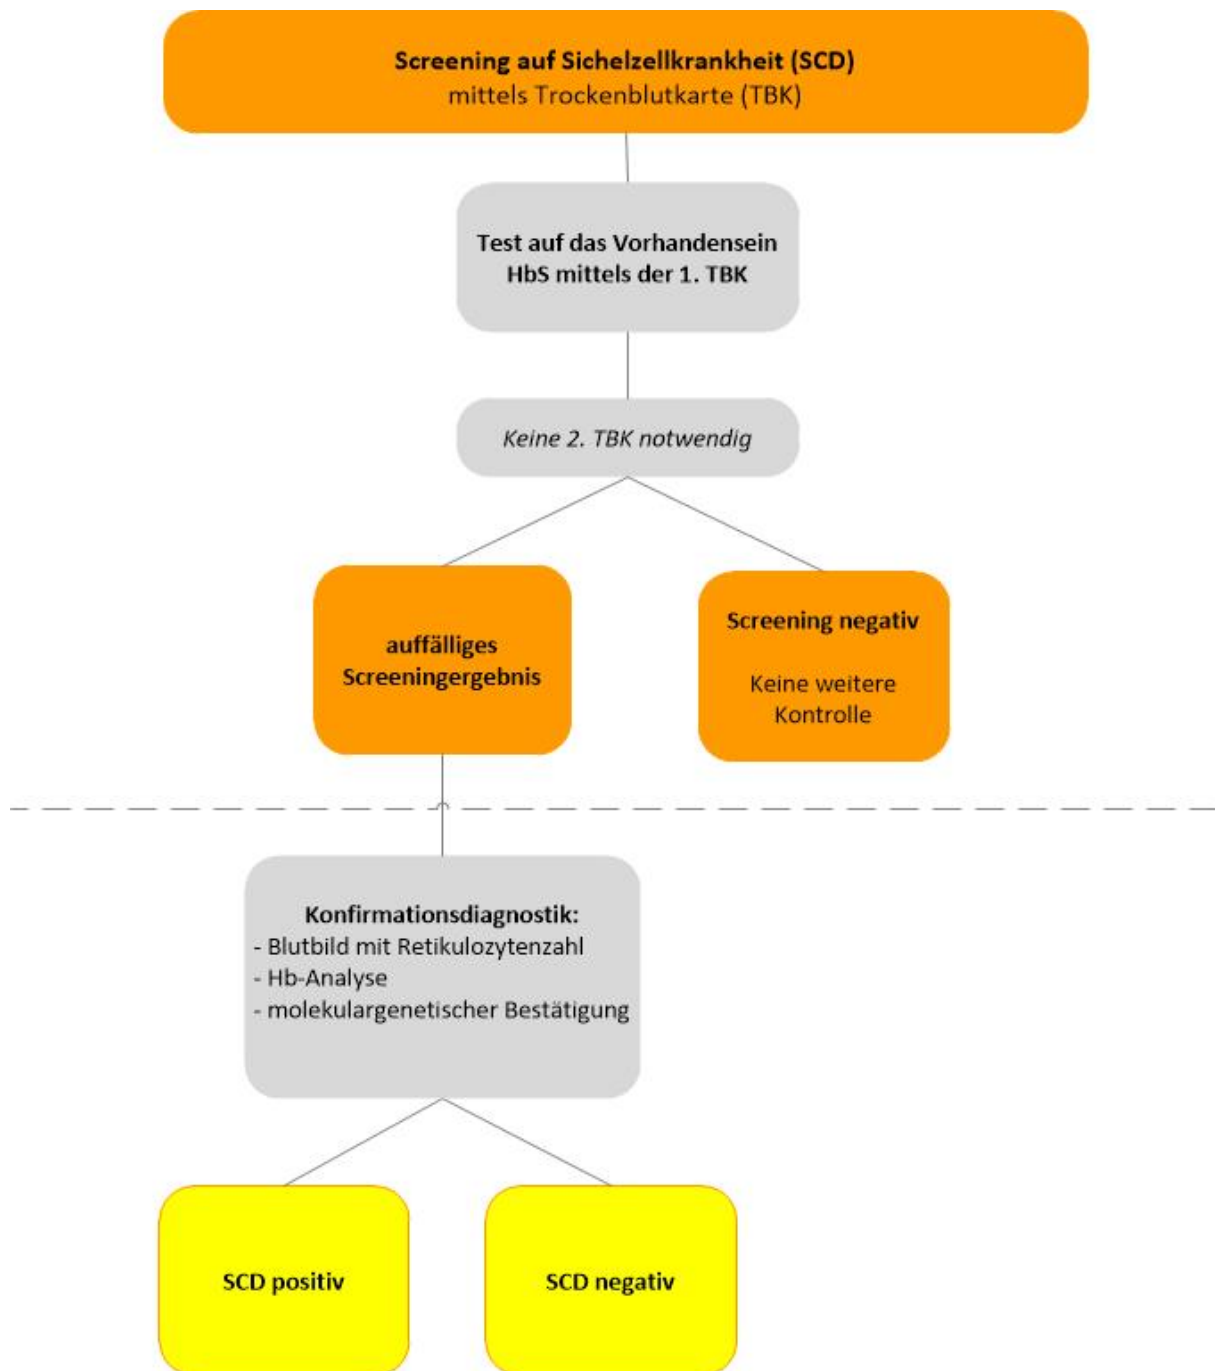 Screening auf Sichelzellkrankheit (SCD)
mittels Trockenblutkarte (TBK)
Test auf das Vorhandensein
HbS mittels der 1. TBK
Keine 2. TBK notwendig
auffälliges
Screeningergebnis
Screening negativ
Keine weitere
Kontrolle
Konfirmationsdiagnostik:
- Blutbild mit Retikulozytenzahl
- Hb-Analyse
- molekulargenetischer Bestätigung
SCD positiv
SCD negativ